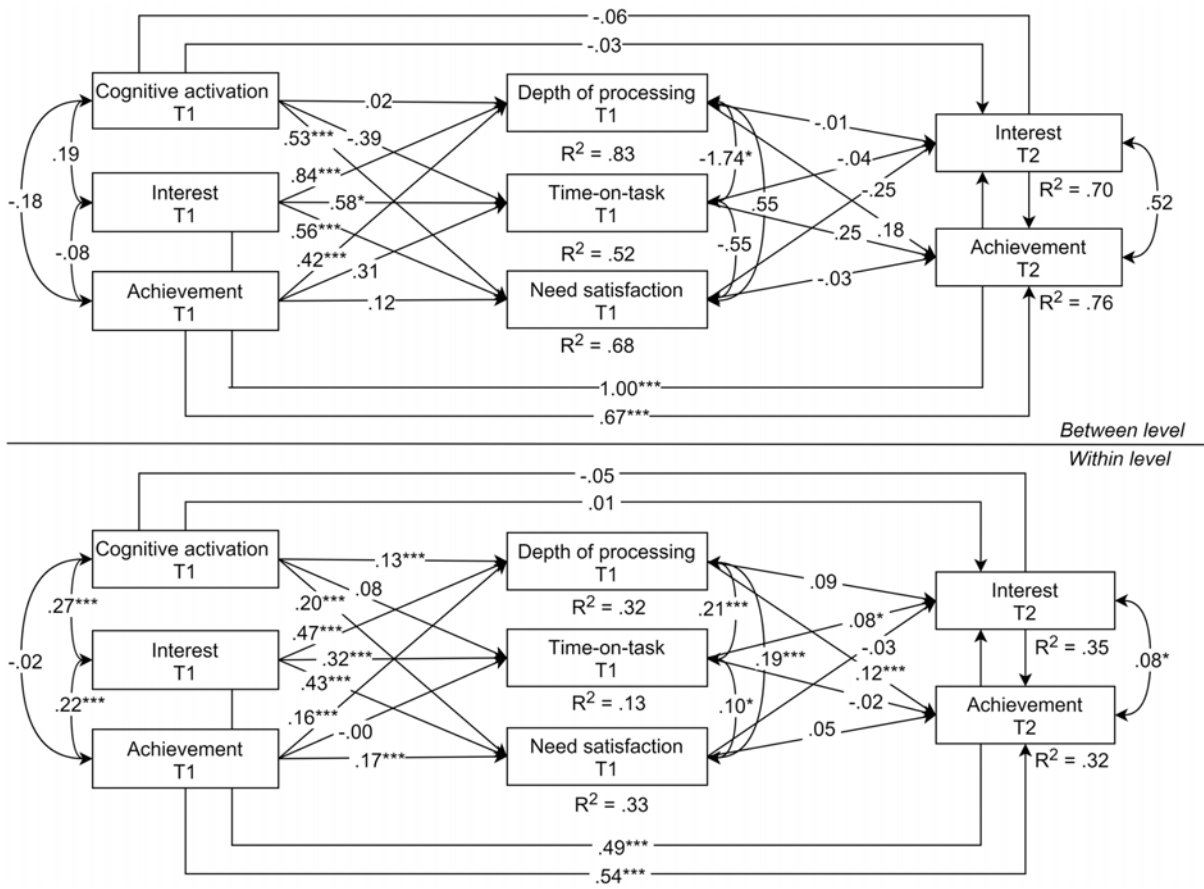 -.06
-.03
Cognitive activation
T1
Depth of processing
T1
.02
-.01
Interest
T2
.53***
-.39
R² = .83
-1.74*
-.04
.19
.84***
-.25
R² = .70
Interest
T1
.58*
Time-on-task
T1
.55
.52
-.18
.56***
.25
.18
Achievement
T2
-.08
R² = .52
-.55
.42***
.31
Achievement
T1
.12
Need satisfaction
T1
-.03
R² = .76
R² = .68
1.00***
.67***
Between level
Within level
-.05
.01
Cognitive activation
T1
Depth of processing
T1
.13***
.09
Interest
T2
.20***
.08
R² = .32
.21***
.08*
.27***
.47***
-.03
R² = .35
Interest
T1
.32***
Time-on-task
T1
.19***
.08*
-.02
.43***
.12***
-.02
Achievement
T2
.22***
R² = .13
.10*
.16***
-.00
.05
Achievement
T1
.17***
Need satisfaction
T1
R² = .32
R² = .33
.49***
.54***